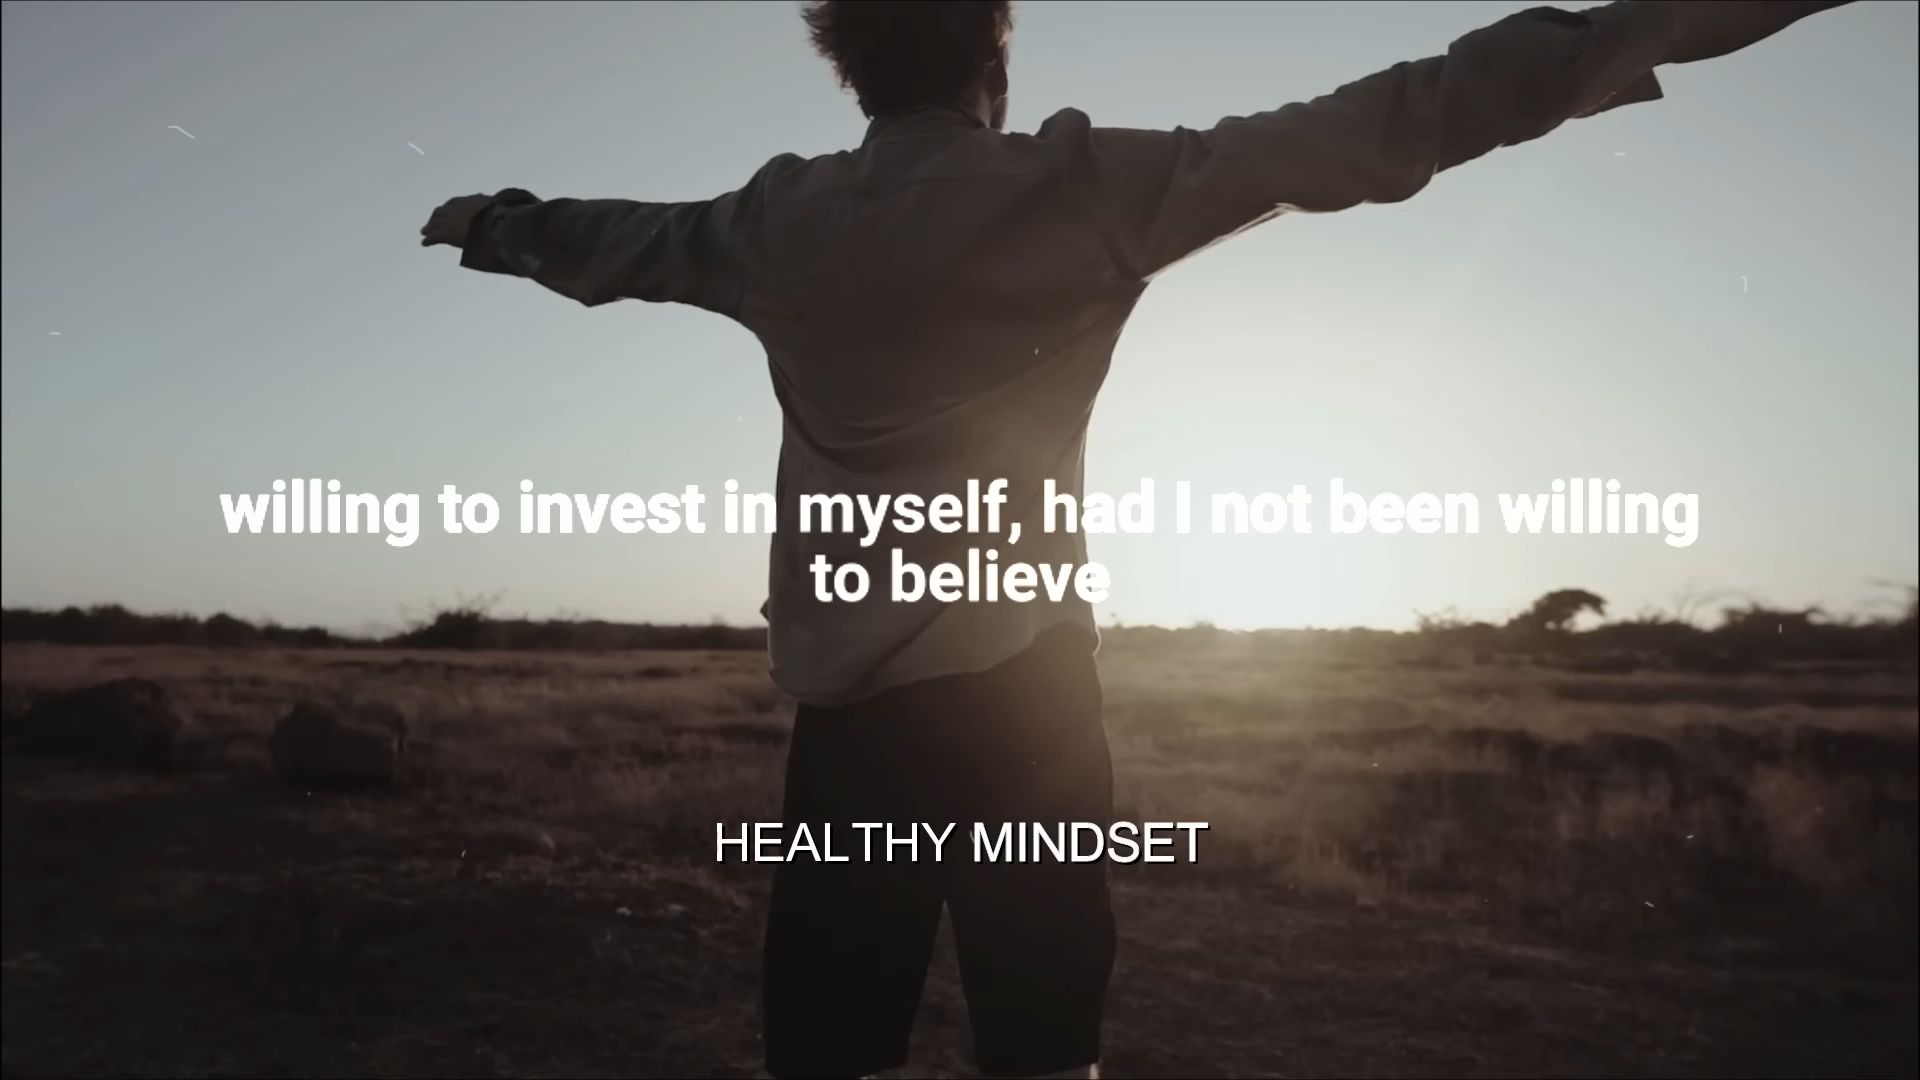 willing to invest in myself, had I not been willing
to believe
HEALTHY MINDSET